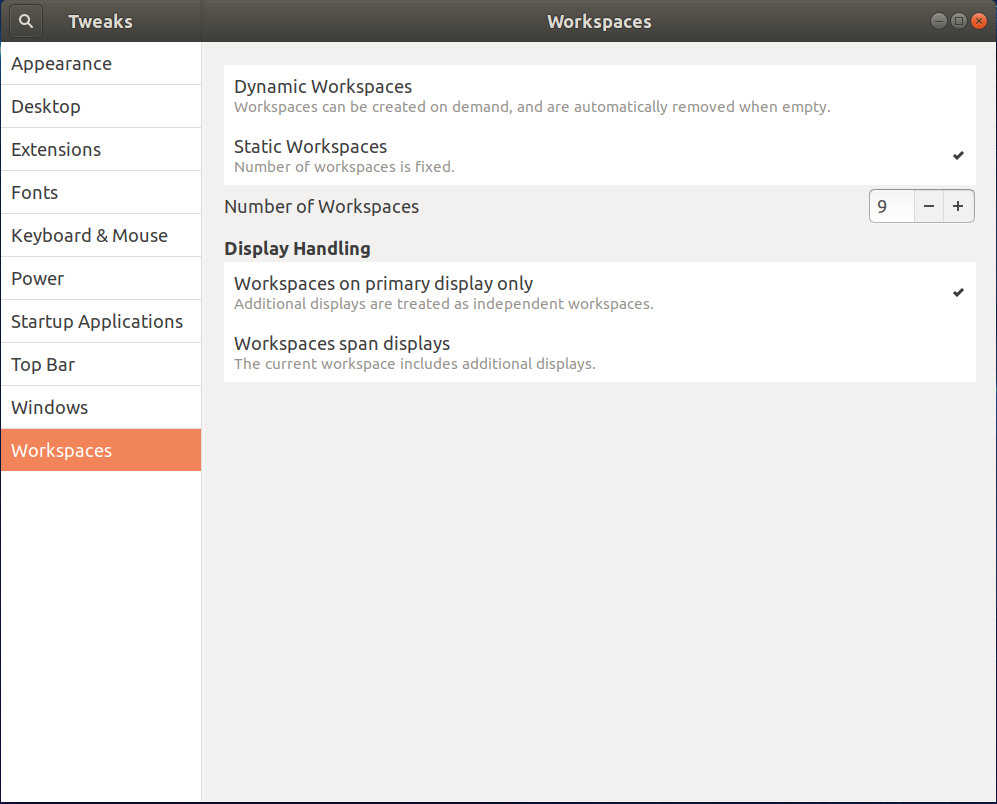 Tweaks
Workspaces
Appearance
Desktop
Extensions
Fonts
Keyboard & Mouse
Power
Startup Applications
Top Bar
Windows
Workspaces
Dynamic Workspaces
Workspaces can be created on demand, and are automatically removed when empty.
Static Workspaces
Number of workspaces is fixed.
Number of Workspaces
9
Display Handling
Workspaces on primary display only
Additional displays are treated as independent workspaces.
Workspaces span displays
The current workspace includes additional displays.